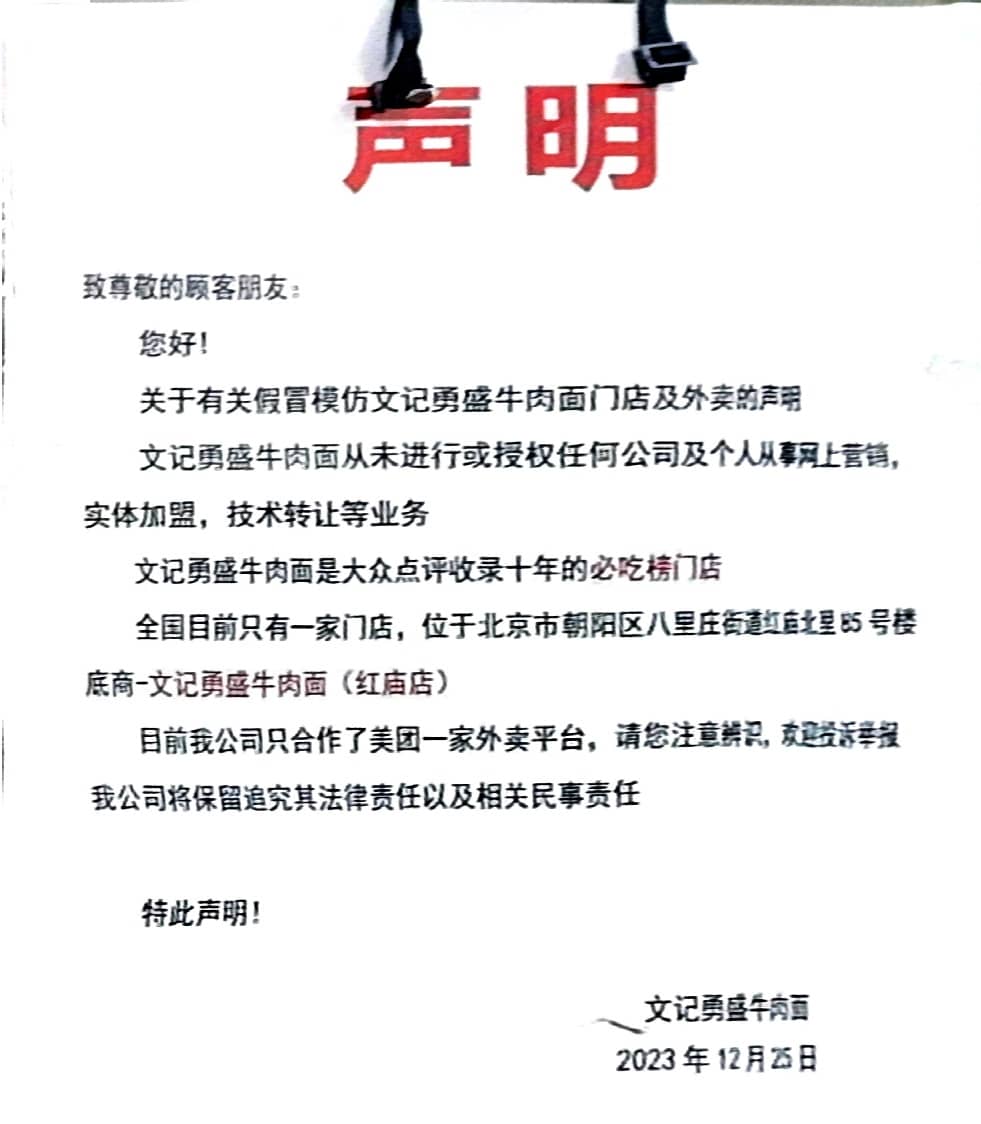 声明
致尊敬的顾客朋友：
您好！
关于有关假冒模仿文记勇盛牛肉面门店及外卖的声明
文记勇盛牛肉面从未进行或授权任何公司及个人从事网上营销，
实体加盟，技术转让等业务
文记勇盛牛肉面是大众点评收录十年的必吃榜门店
全国目前只有一家门店，位于北京市朝阳区八里庄街道红庙北里85号楼
底商-文记勇盛牛肉面（红庙店）
目前我公司只合作了美团一家外卖平台，请您注意辨识，欢迎投诉举报
我公司将保留追究其法律责任以及相关民事责任
特此声明！
文记勇盛牛肉面
2023年12月25日